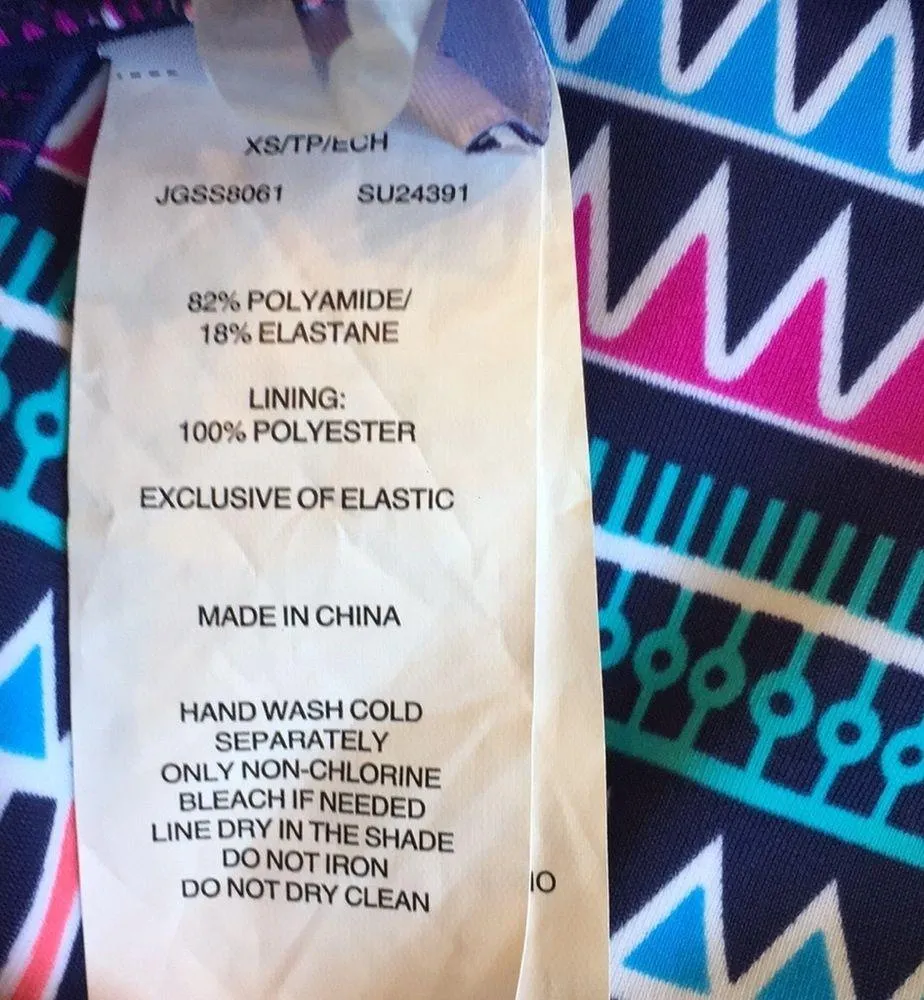 XS/TP/ECH
JGSS8061 SU24391
82% POLYAMIDE/
18% ELASTANE
LINING:
100% POLYESTER
EXCLUSIVE OF ELASTIC
MADE IN CHINA
HAND WASH COLD
SEPARATELY
ONLY NON-CHLORINE
BLEACH IF NEEDED
LINE DRY IN THE SHADE
DO NOT IRON
DO NOT DRY CLEAN